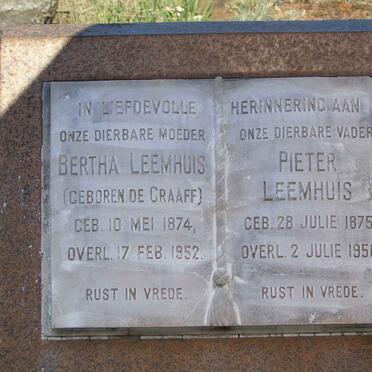 IN LIEFDEVOLLE HERINNERING AAN
ONZE DIERBARE MOEDER
BERTHA LEEMHUIS
(GEBOREN DE GRAAFF)
GEB. 10 MEI 1874,
OVERL. 17 FEB. 1952.
RUST IN VREDE.
ONZE DIERBARE VADER
PIETER
LEEMHUIS
GEB. 28 JULIE 1875
OVERL. 2 JULIE
RUST IN VREDE.